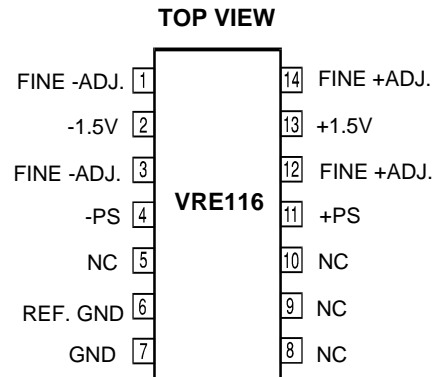 TOP VIEW
FINE -ADJ. 1 14 FINE +ADJ.
-1.5V 2 13 +1.5V
FINE -ADJ. 3 12 FINE +ADJ.
VRE116
-PS 4 11 +PS
NC 5 10 NC
REF. GND 6 9 NC
GND 7 8 NC